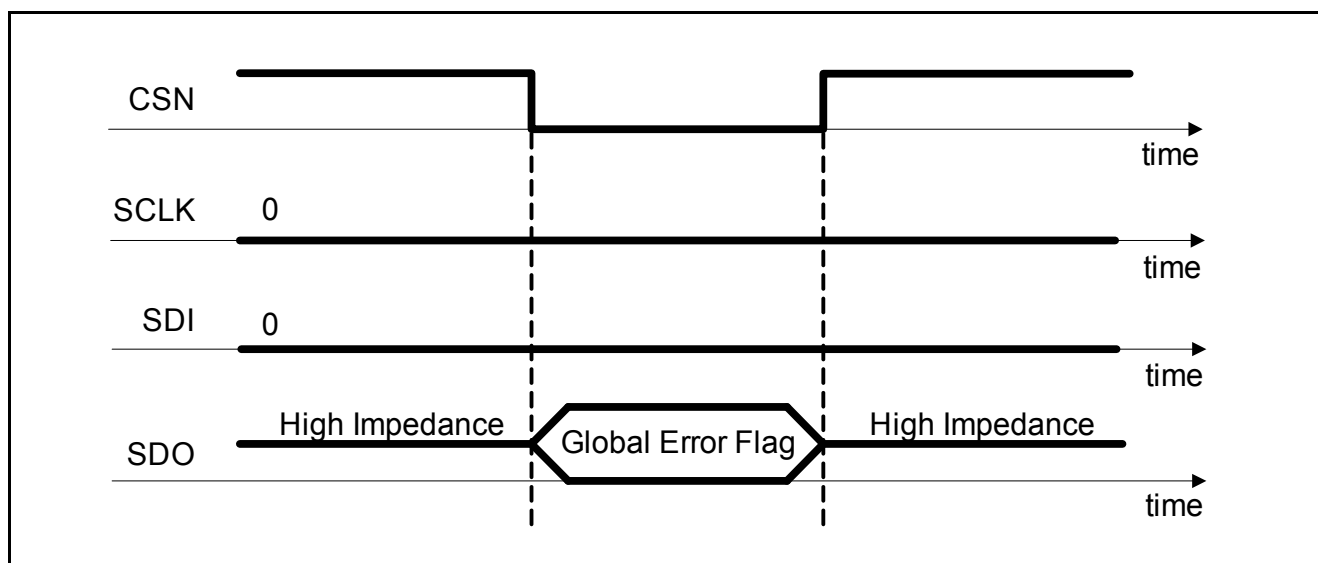 CSN
time
SCLK 0
time
SDI 0
time
High Impedance Global Error Flag High Impedance
SDO
time